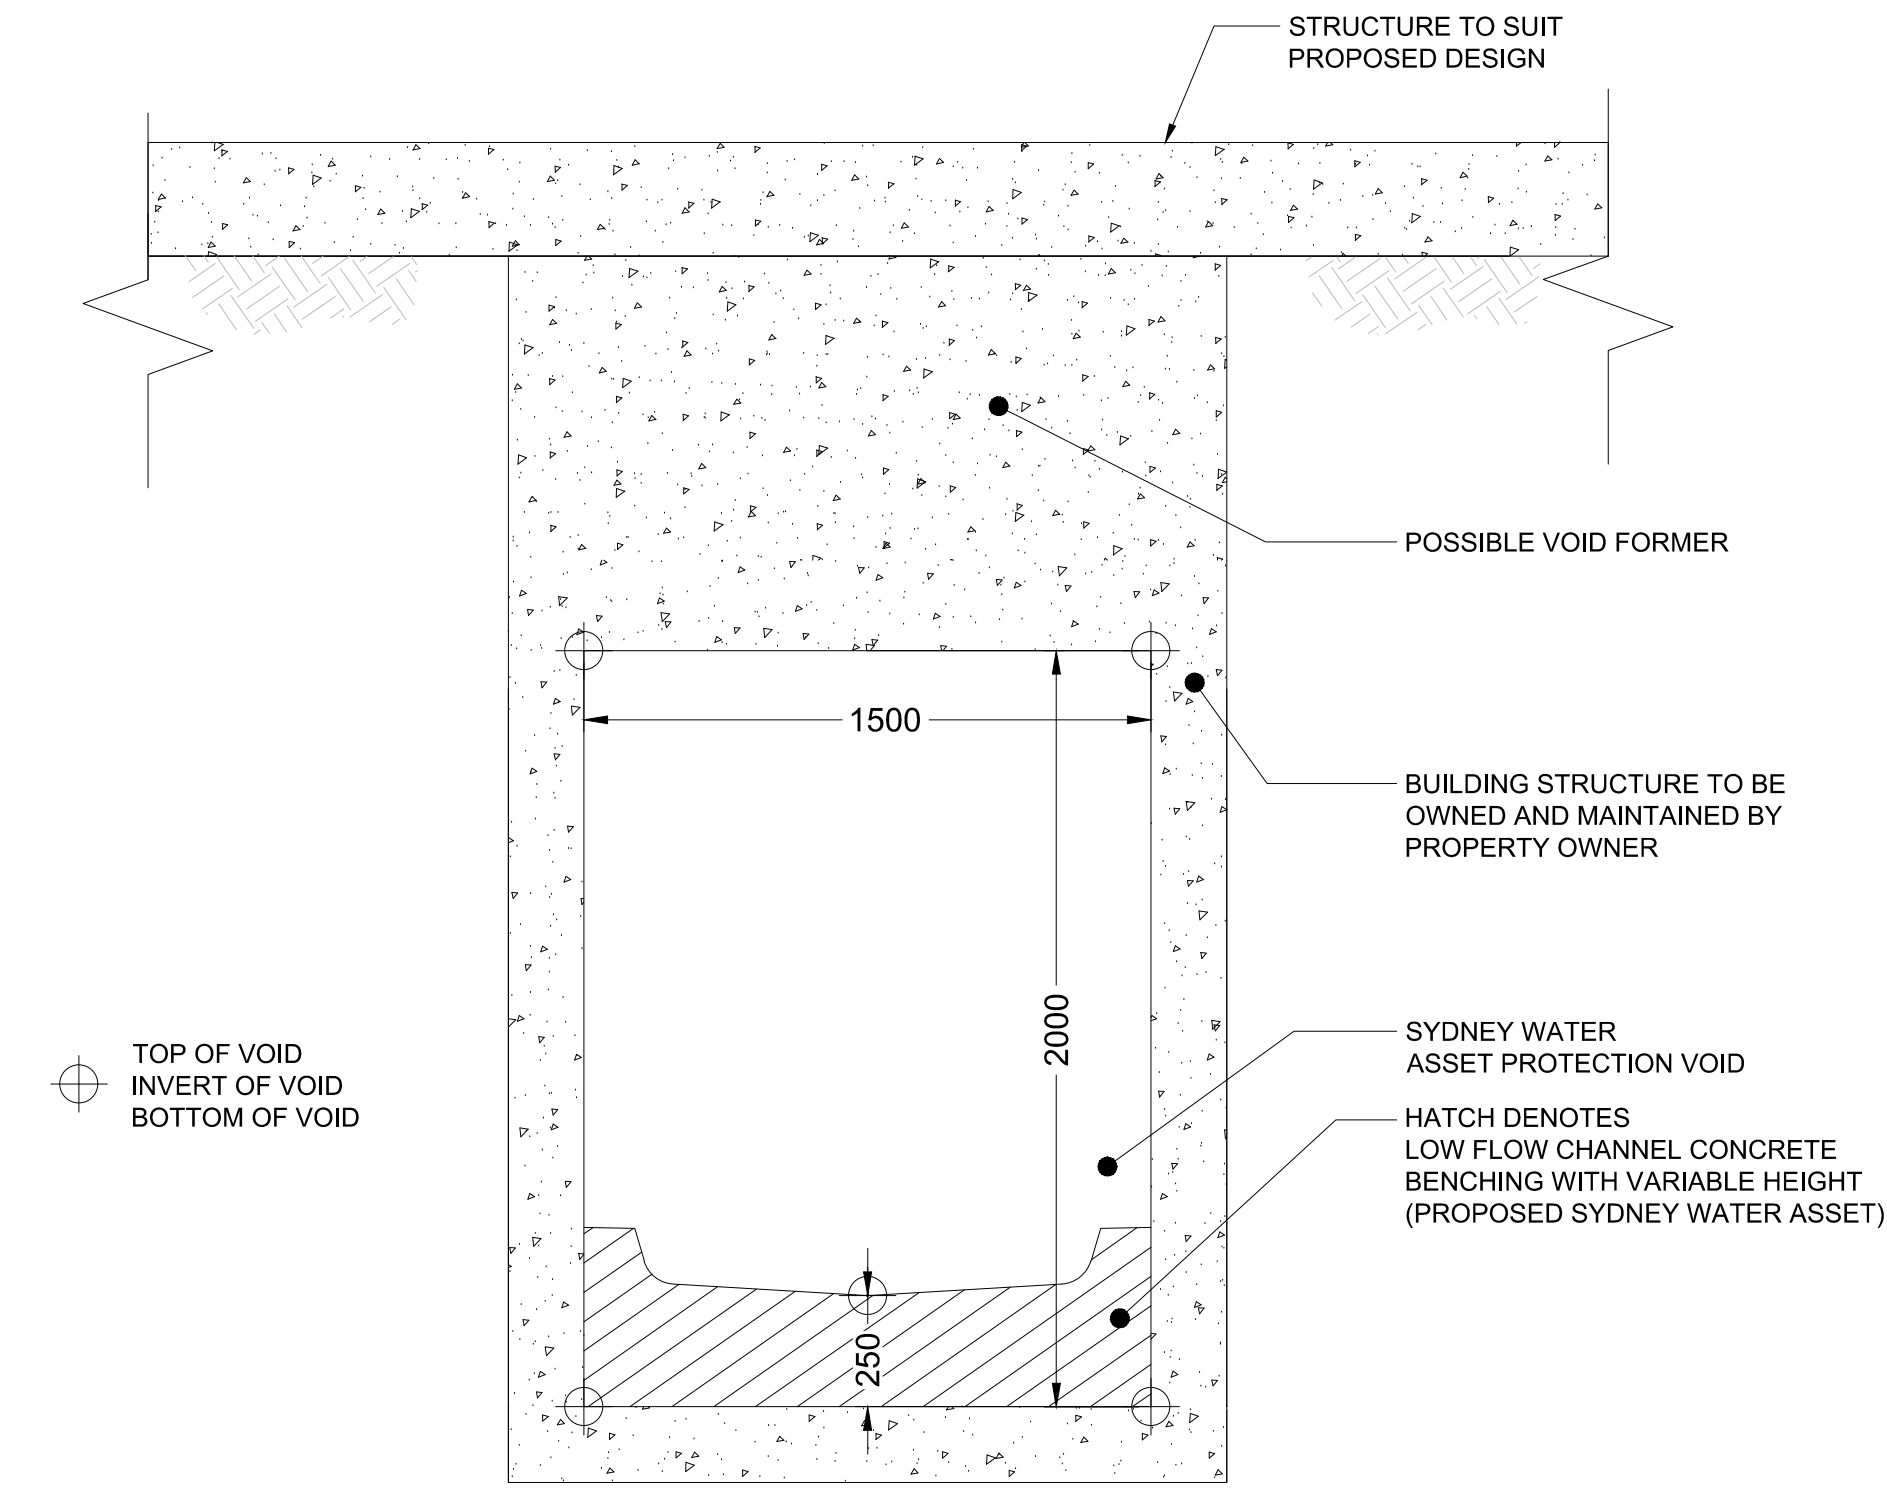 STRUCTURE TO SUIT
PROPOSED DESIGN
POSSIBLE VOID FORMER
1500
BUILDING STRUCTURE TO BE
OWNED AND MAINTAINED BY
PROPERTY OWNER
2000
SYDNEY WATER
ASSET PROTECTION VOID
TOP OF VOID
INVERT OF VOID
BOTTOM OF VOID
HATCH DENOTES
LOW FLOW CHANNEL CONCRETE
BENCHING WITH VARIABLE HEIGHT
(PROPOSED SYDNEY WATER ASSET)
250